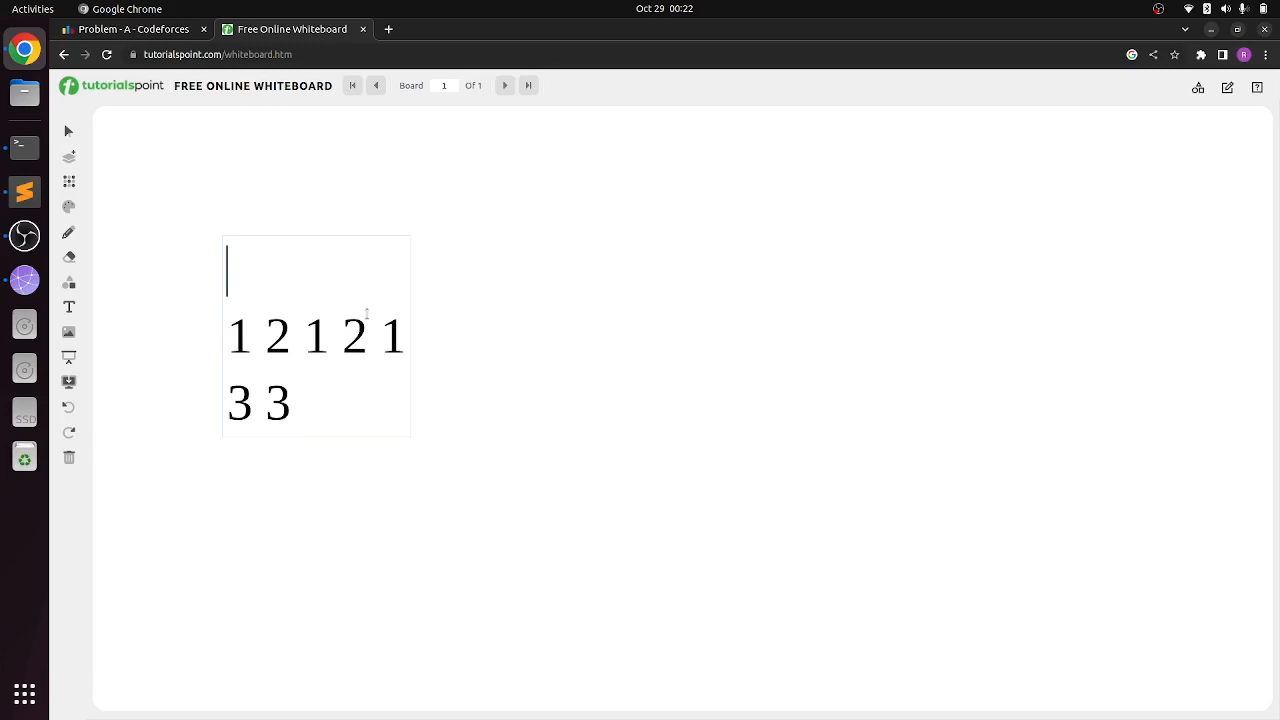 Activities
Google Chrome
Oct 29 00:22
Problem - A - Codeforces
Free Online Whiteboard
tutorialspoint.com/whiteboard.htm
R
tutorialspoint
FREE ONLINE WHITEBOARD
Board 1 Of 1
1 2 1 2 1
3 3
T
SSD